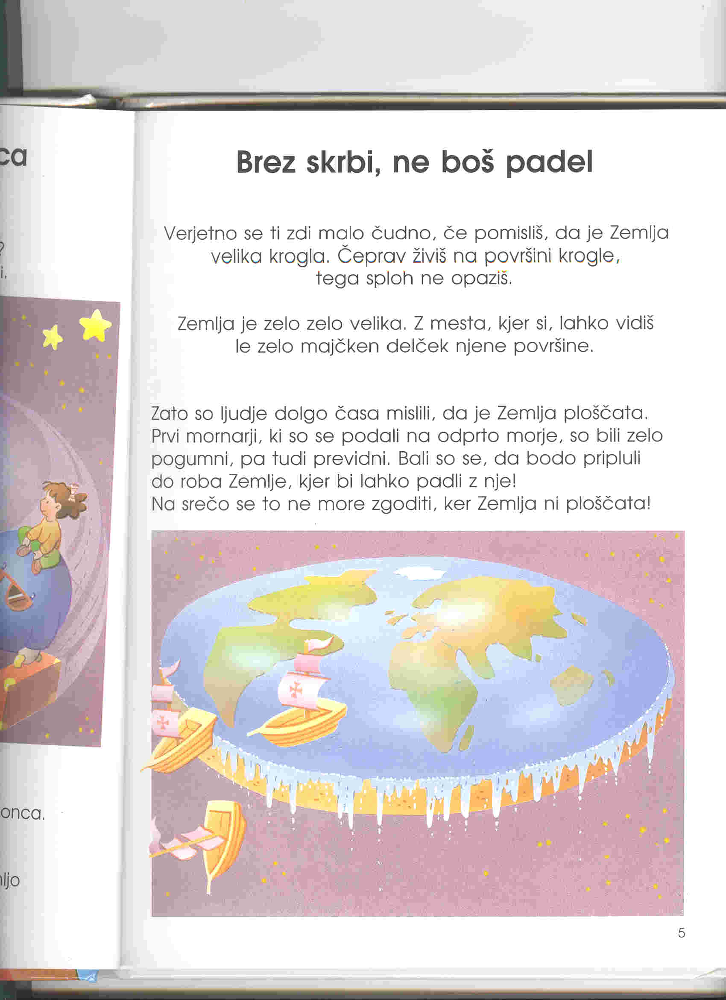 ca
?
i.
onca.
ljo
Brez skrbi, ne boš padel
Verjetno se ti zdi malo čudno, če pomisliš, da je Zemlja
velika krogla. Čeprav živiš na površini krogle,
tega sploh ne opaziš.
Zemlja je zelo zelo velika. Z mesta, kjer si, lahko vidiš
le zelo majčken delček njene površine.
Zato so ljudje dolgo časa mislili, da je Zemlja ploščata.
Prvi mornarji, ki so se podali na odprto morje, so bili zelo
pogumni, pa tudi previdni. Bali so se, da bodo pripluli
do roba Zemlje, kjer bi lahko padli z nje!
Na srečo se to ne more zgoditi, ker Zemlja ni ploščata!
5